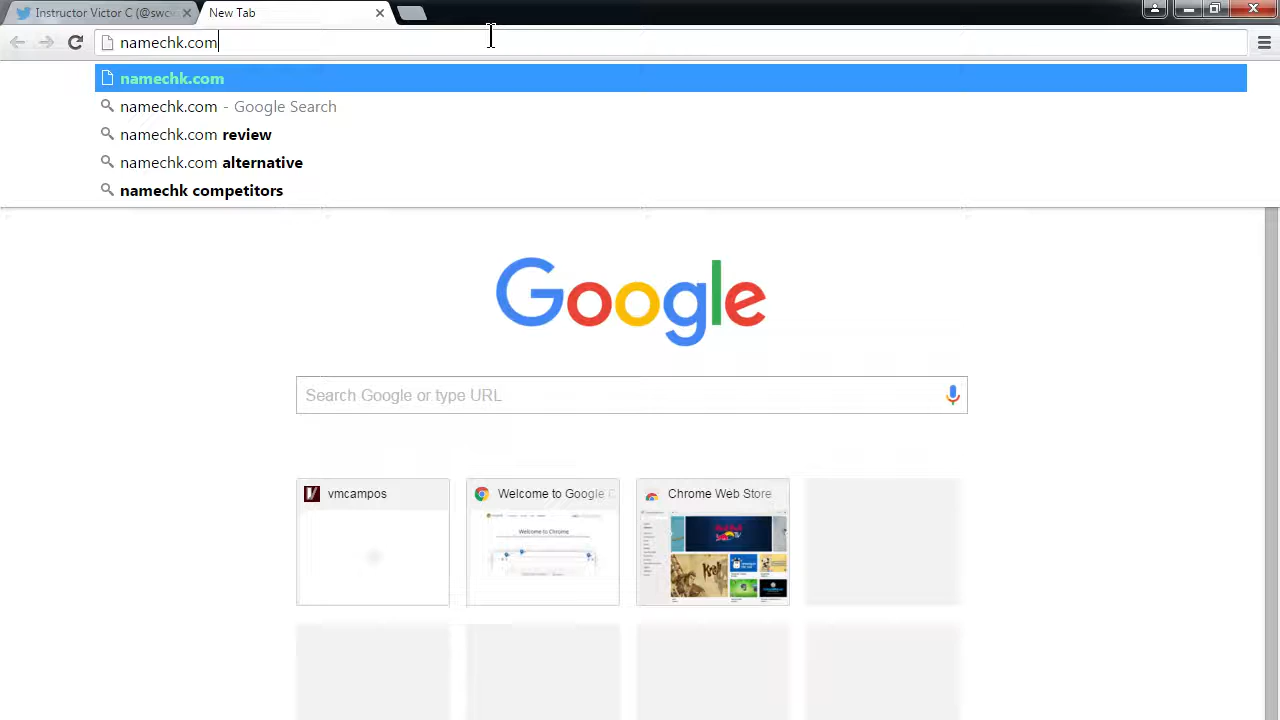 Instructor Victor C (@swcc
New Tab
namechk.com
namechk.com
namechk.com - Google Search
namechk.com review
namechk.com alternative
namechk competitors
Google
Search Google or type URL
vmcampos
Welcome to Google C
Chrome Web Store
Welcome to Chrome